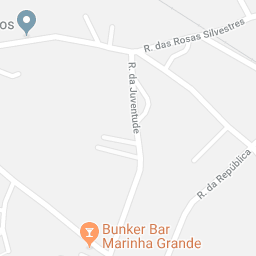 os
R. das Rosas Silvestres
R. da Juventude
R. da República
Bunker Bar
Marinha Grande